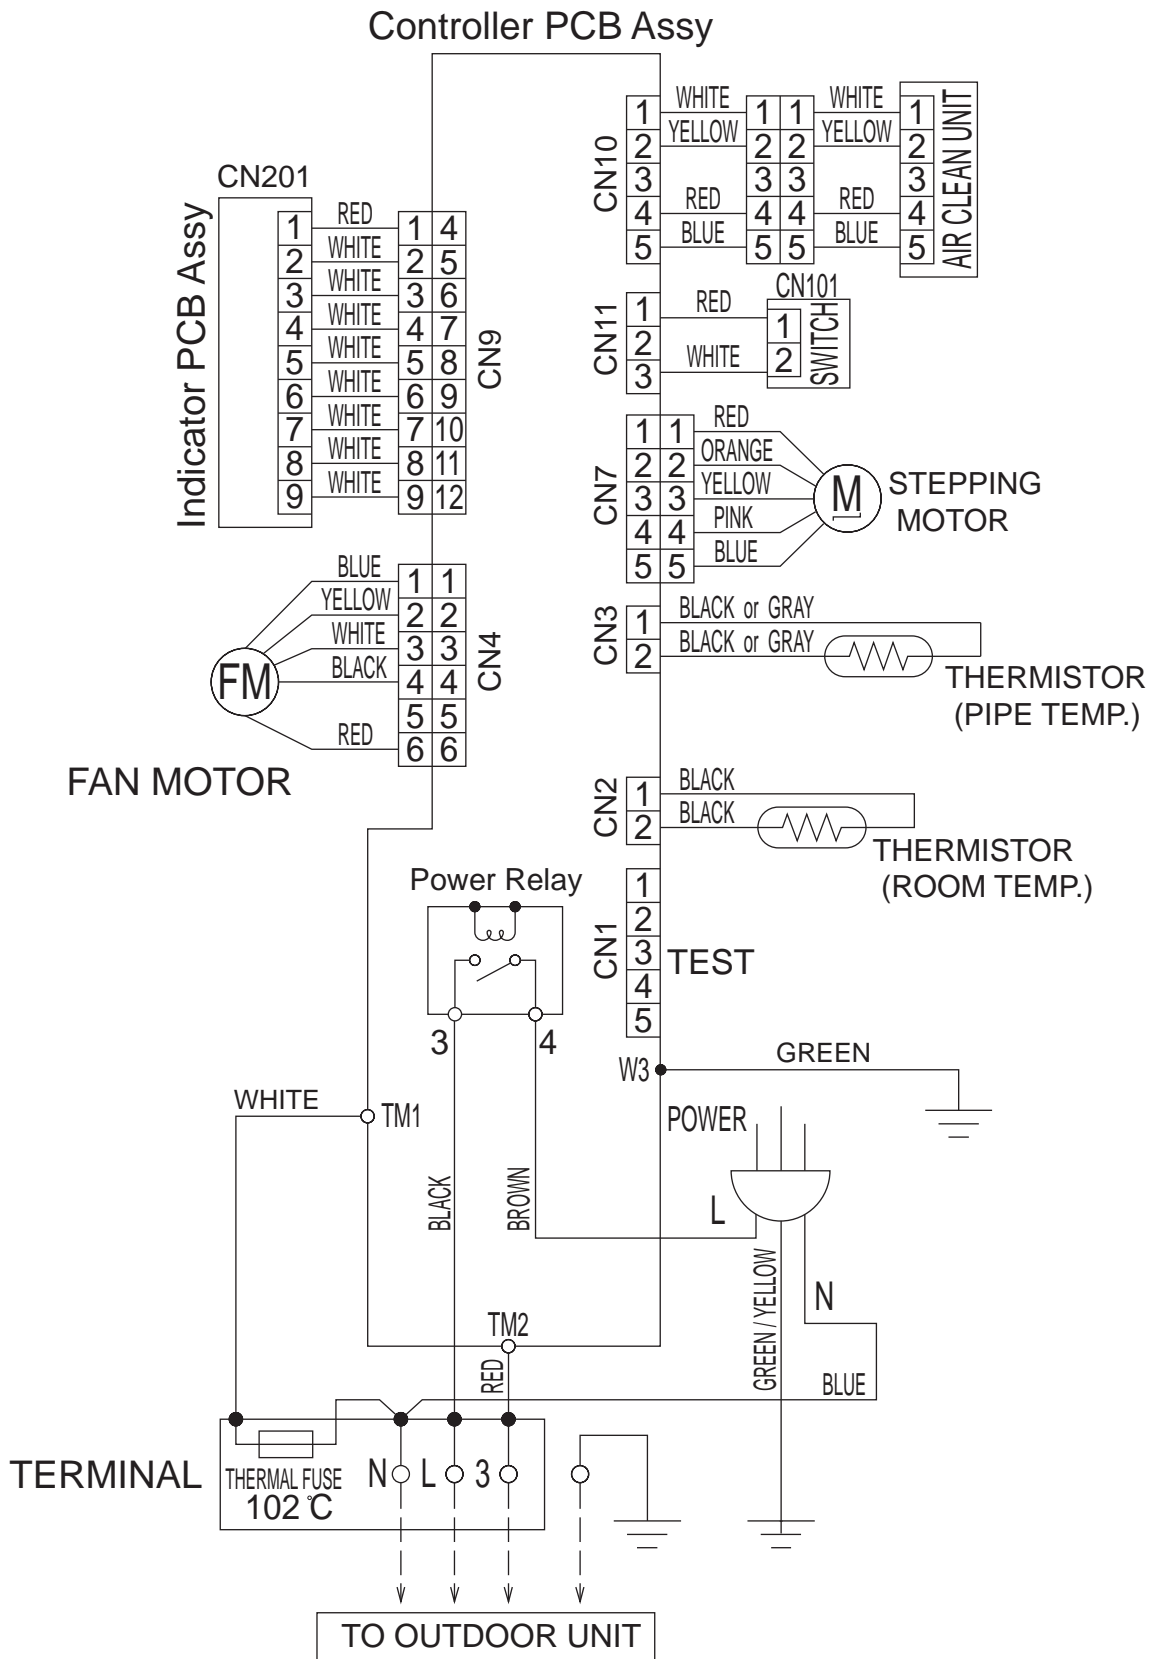 Controller PCB Assy
CN10
1
2
3
4
5
WHITE
YELLOW
RED
BLUE
1 1
2 2
3 3
4 4
5 5
WHITE
YELLOW
RED
BLUE
1
2
3
4
5
AIR CLEAN UNIT
CN201
Indicator PCB Assy
1
2
3
4
5
6
7
8
9
RED
WHITE
WHITE
WHITE
WHITE
WHITE
WHITE
WHITE
WHITE
1 4
2 5
3 6
4 7
5 8
6 9
7 10
8 11
9 12
CN9
CN11
1
2
3
RED
WHITE
CN101
1
2
SWITCH
CN7
1 1
2 2
3 3
4 4
5 5
RED
ORANGE
YELLOW
PINK
BLUE
M
STEPPING
MOTOR
FM
FAN MOTOR
BLUE
YELLOW
WHITE
BLACK
RED
1 1
2 2
3 3
4 4
5 5
6 6
CN4
CN3
1
2
BLACK or GRAY
BLACK or GRAY
THERMISTOR
(PIPE TEMP.)
CN2
1
2
BLACK
BLACK
THERMISTOR
(ROOM TEMP.)
Power Relay
3
4
CN1
1
2
3
4
5
TEST
W3
GREEN
WHITE
TM1
POWER
BLACK
BROWN
L
GREEN / YELLOW
N
TM2
RED
BLUE
TERMINAL
THERMAL FUSE
102 °C
N
L
3
TO OUTDOOR UNIT